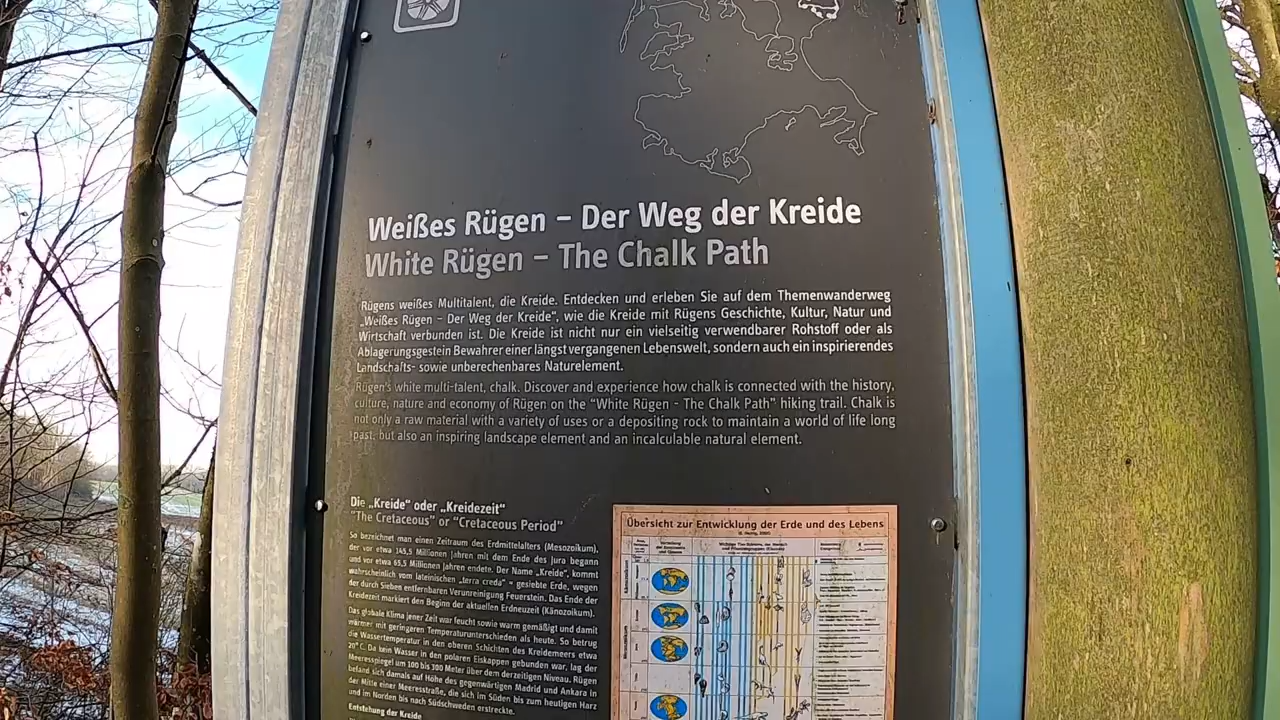 Weißes Rügen – Der Weg der Kreide
White Rügen – The Chalk Path
Rügens weißes Multitalent, die Kreide. Entdecken und erleben Sie auf dem Themenwanderweg
„Weißes Rügen – Der Weg der Kreide“, wie die Kreide mit Rügens Geschichte, Kultur, Natur und
Wirtschaft verbunden ist. Die Kreide ist nicht nur ein vielseitig verwendbarer Rohstoff oder als
Ablagerungsgestein Bewahrer einer längst vergangenen Lebenswelt, sondern auch ein inspirierendes
Landschafts- sowie unberechenbares Naturelement.
Rügen's white multi-talent, chalk. Discover and experience how chalk is connected with the history,
culture, nature and economy of Rügen on the “White Rügen - The Chalk Path” hiking trail. Chalk is
not only a raw material with a variety of uses or a depositing rock to maintain a world of life long
past, but also an inspiring landscape element and an incalculable natural element.
Die „Kreide“ oder „Kreidezeit“
“The Cretaceous” or “Cretaceous Period”
So bezeichnet man einen Zeitraum des Erdmittelalters (Mesozoikum),
der vor etwa 145,5 Millionen Jahren mit dem Ende des Jura begann
und vor etwa 65,5 Millionen Jahren endete. Der Name „Kreide“, kommt
wahrscheinlich vom lateinischen „terra creda“ = gesiebte Erde, wegen
der durch Sieben entfernbaren Verunreinigung Feuerstein. Das Ende der
Kreidezeit markiert den Beginn der aktuellen Erdneuzeit (Känozoikum).
Das globale Klima jener Zeit war feucht sowie warm gemäßigt und damit
wärmer mit geringeren Temperaturunterschieden als heute. So betrug
die Wassertemperatur in den oberen Schichten des Kreidemeers etwa
20° C. Da kein Wasser in den polaren Eiskappen gebunden war, lag der
Meeresspiegel um 100 bis 300 Meter über dem derzeitigen Niveau. Rügen
befand sich damals auf Höhe des gegenwärtigen Madrid und Ankara in
der Mitte einer Meeresstraße, die sich im Süden bis zum heutigen Harz
und im Norden bis nach Südschweden erstreckte.
Entstehung der Kreide
Übersicht zur Entwicklung der Erde und des Lebens